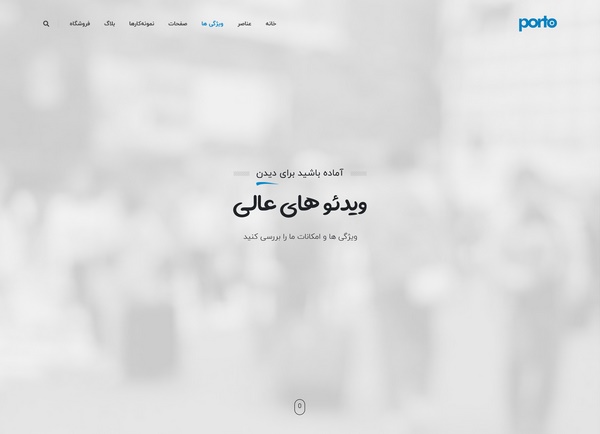 porto
خانه
عناصر
ویژگی ها
صفحات
نمونه‌کارها
بلاگ
فروشگاه
آماده باشید برای دیدن
ویدئو های عالی
ویژگی ها و امکانات ما را بررسی کنید
0